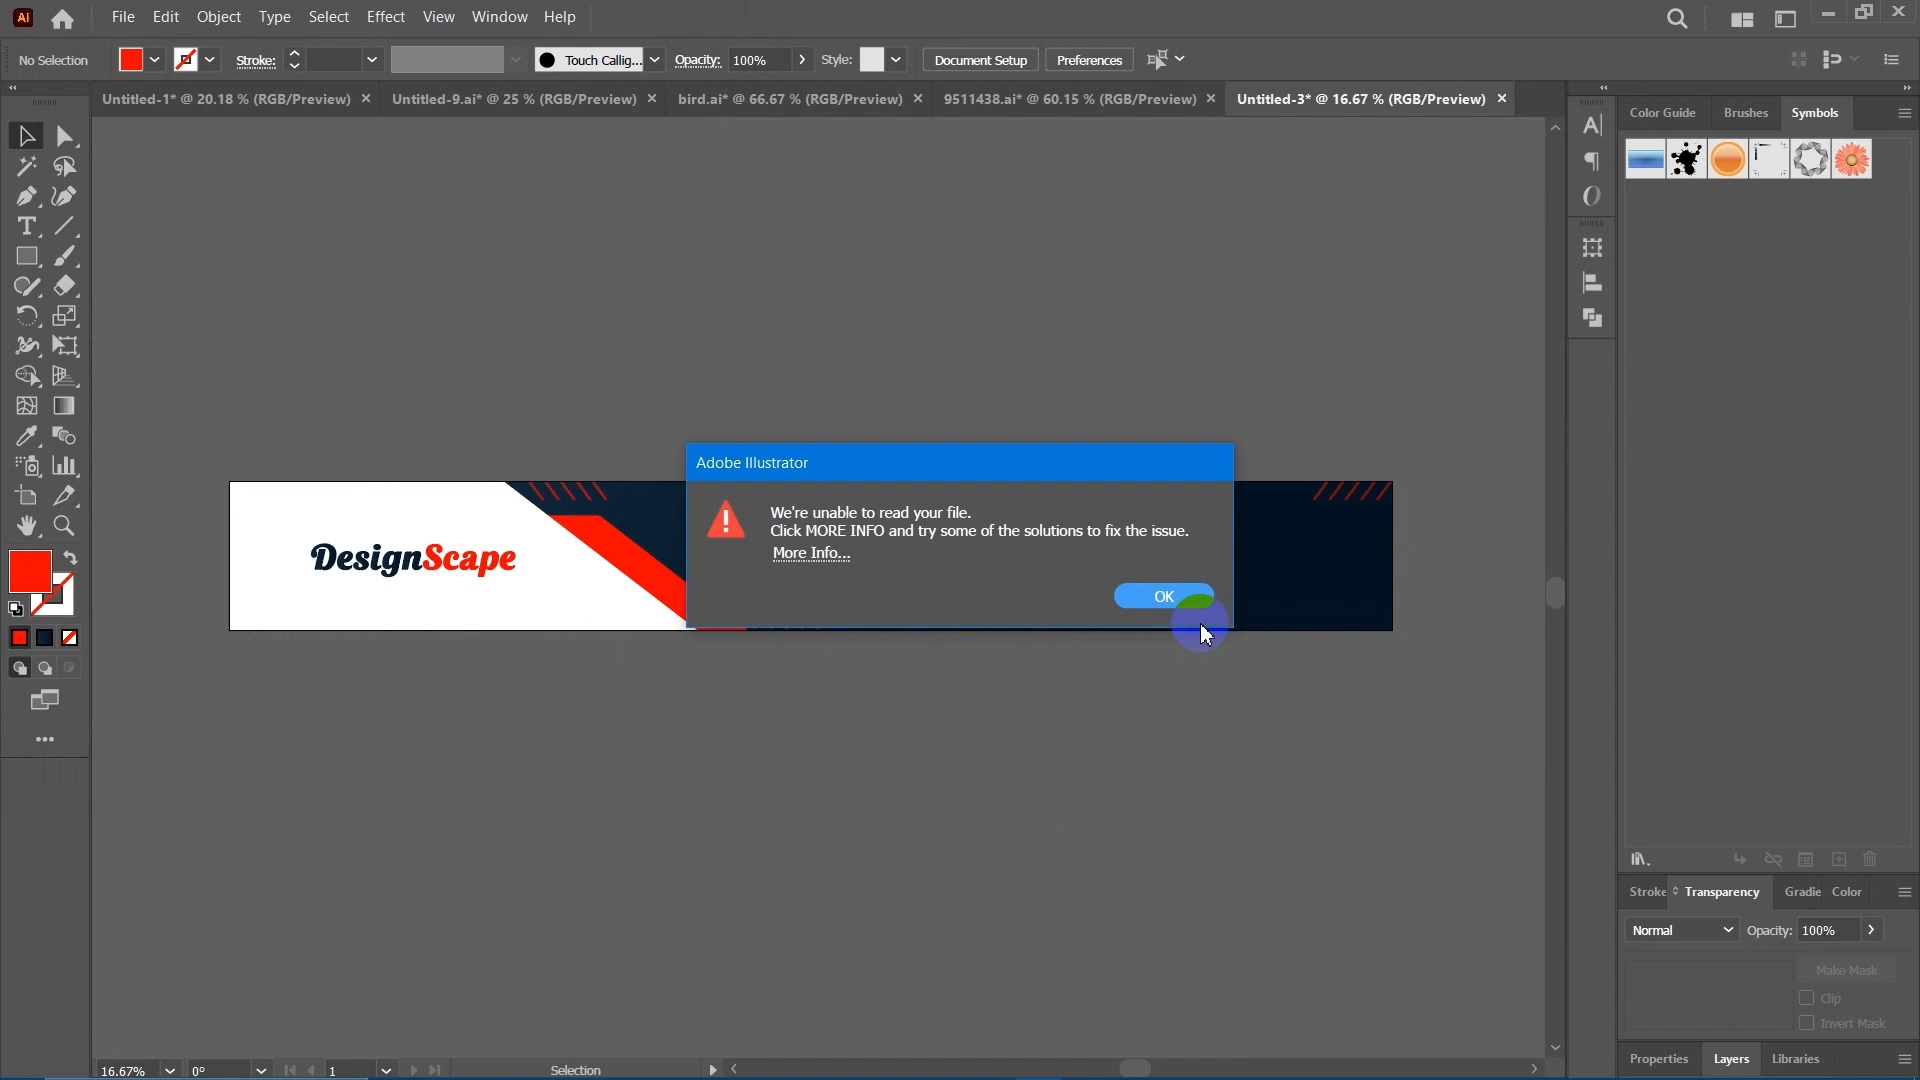 Ai File Edit Object Type Select Effect View Window Help
No Selection Stroke: Touch Callig... Opacity: 100% Style: Document Setup Preferences
Untitled-1* @ 20.18 % (RGB/Preview) Untitled-9.ai* @ 25 % (RGB/Preview) bird.ai* @ 66.67 % (RGB/Preview) 9511438.ai* @ 60.15 % (RGB/Preview) Untitled-3* @ 16.67 % (RGB/Preview)
Color Guide Brushes Symbols
Adobe Illustrator
We're unable to read your file.
Click MORE INFO and try some of the solutions to fix the issue.
More Info...
OK
DesignScape
Stroke Transparency Gradie Color
Normal Opacity: 100%
Make Mask
Clip
Invert Mask
Properties Layers Libraries
16.67% 0° 1 Selection